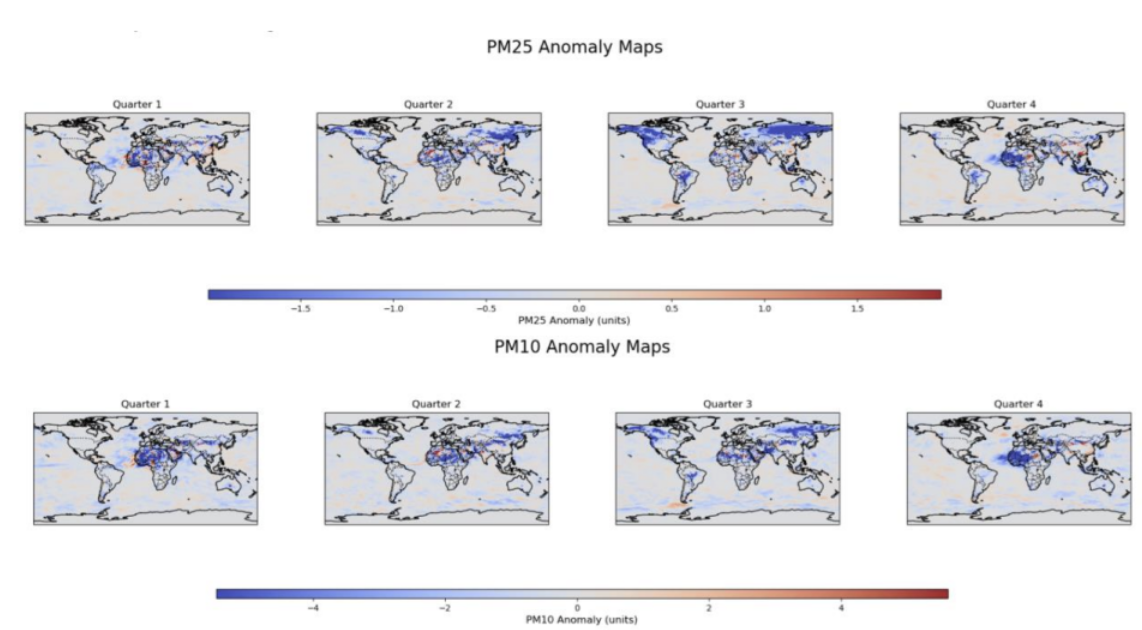 PM25 Anomaly Maps
Quarter 1 Quarter 2 Quarter 3 Quarter 4
−1.5 −1.0 −0.5 0.0 0.5 1.0 1.5
PM25 Anomaly (units)
PM10 Anomaly Maps
Quarter 1 Quarter 2 Quarter 3 Quarter 4
−4 −2 0 2 4
PM10 Anomaly (units)